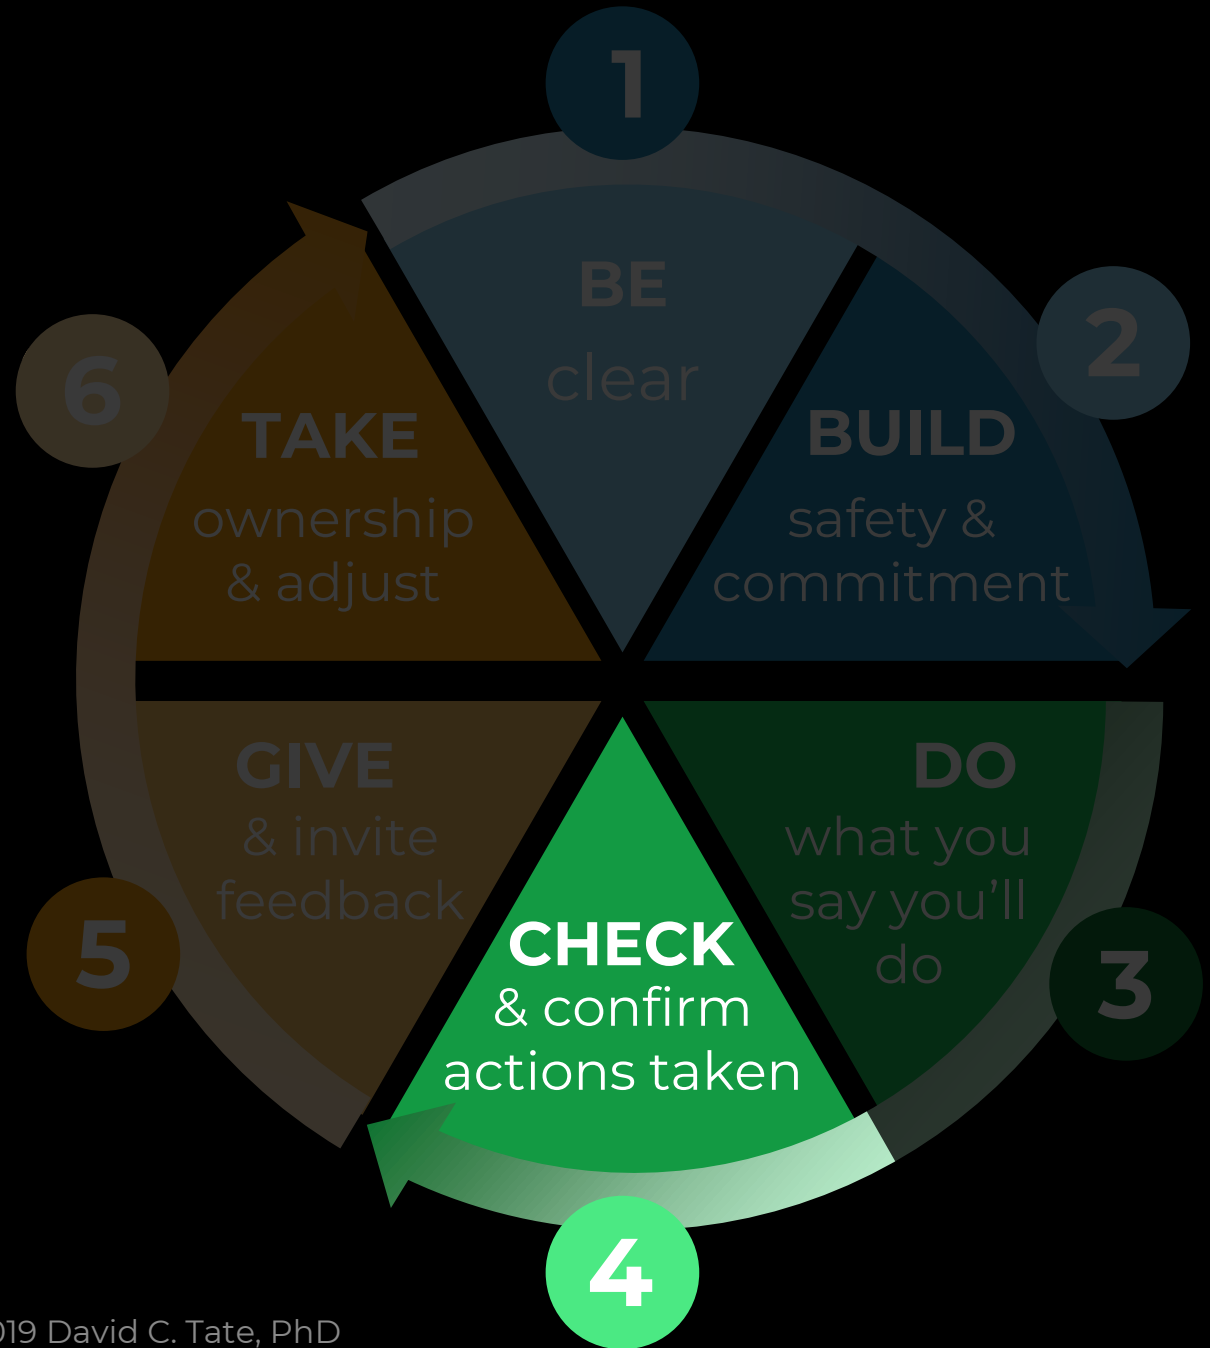 1
BE
clear
2
BUILD
safety &
commitment
3
DO
what you
say you’ll
do
4
CHECK
& confirm
actions taken
5
GIVE
& invite
feedback
6
TAKE
ownership
& adjust
019 David C. Tate, PhD